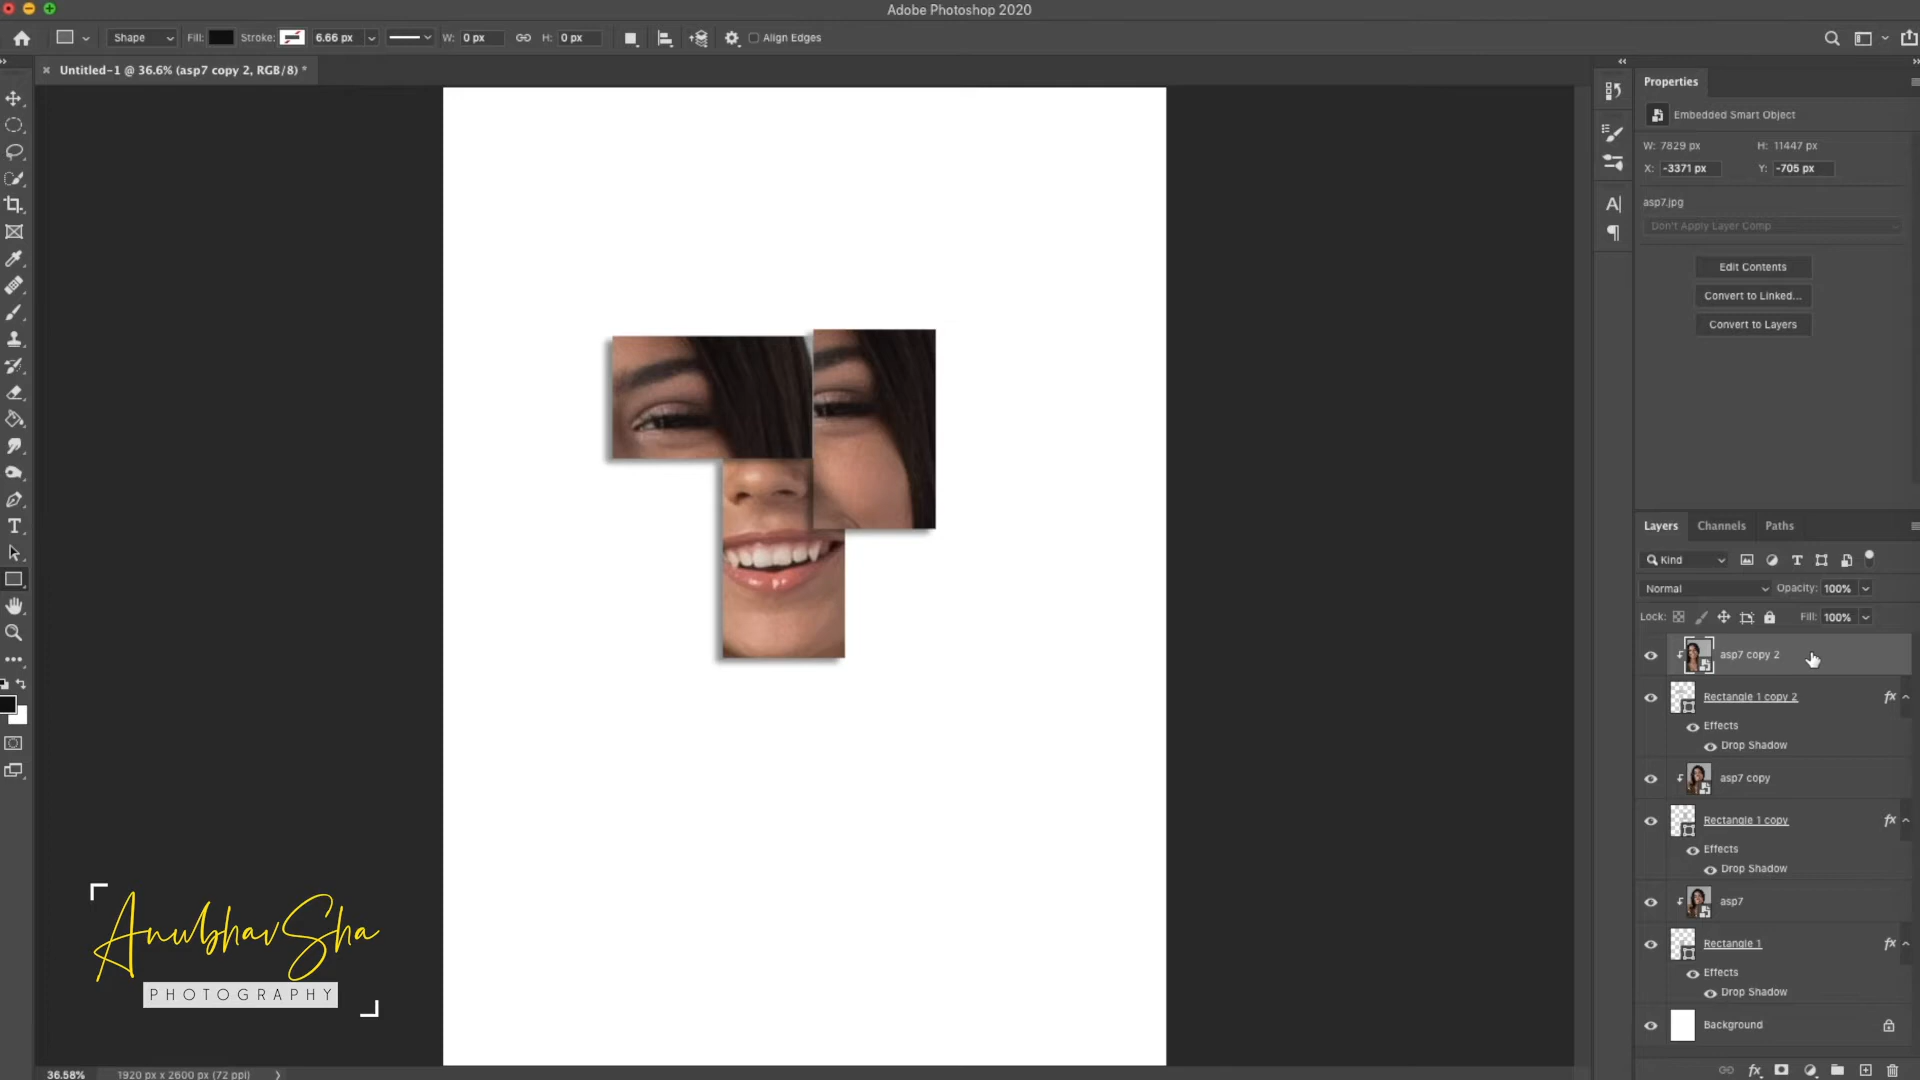 Adobe Photoshop 2020
Shape Fill: Stroke: 6.66 px W: 0 px H: 0 px Align Edges
Untitled-1 @ 36.6% (asp7 copy 2, RGB/8) *
Properties
Embedded Smart Object
W: 7829 px H: 11447 px
X: -3371 px Y: -705 px
asp7.jpg
Don't Apply Layer Comp
Edit Contents
Convert to Linked...
Convert to Layers
Layers Channels Paths
Kind
Normal Opacity: 100%
Lock: Fill: 100%
asp7 copy 2
Rectangle 1 copy 2 fx
Effects
Drop Shadow
asp7 copy
Rectangle 1 copy fx
Effects
Drop Shadow
asp7
Rectangle 1 fx
Effects
Drop Shadow
Background
AnubhavSha
PHOTOGRAPHY
36.58% 1920 px x 2600 px (72 ppi)